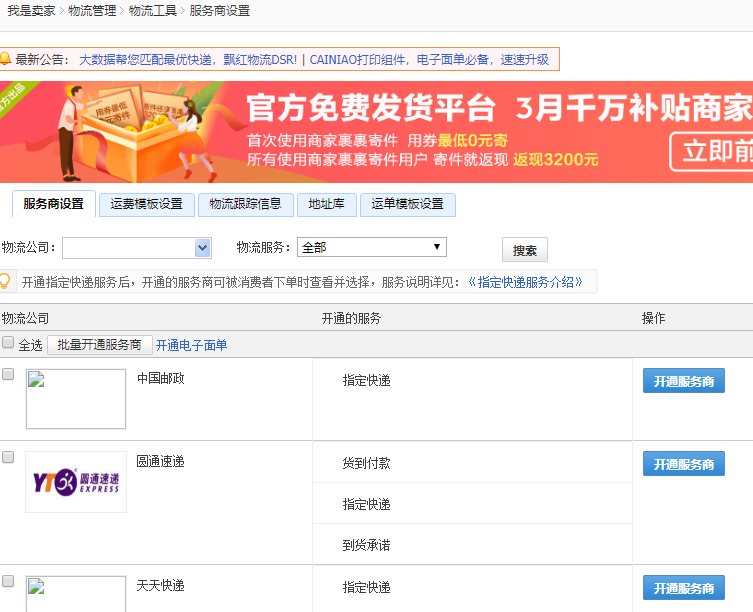 我是卖家 > 物流管理 > 物流工具 > 服务商设置
最新公告： 大数据帮您匹配最优快递，飘红物流DSR! | CAINIAO打印组件，电子面单必备，速速升级
官方出品
用券最低
0元寄件
官方免费发货平台 3月千万补贴商家
首次使用商家裹裹寄件 用券最低0元寄
所有使用商家裹裹寄件用户 寄件就返现 返现3200元
立即前
服务商设置 运费模板设置 物流跟踪信息 地址库 运单模板设置
物流公司： 物流服务： 全部 搜索
开通指定快递服务后，开通的服务商可被消费者下单时查看并选择，服务说明详见：《指定快递服务介绍》
物流公司 开通的服务 操作
全选 批量开通服务商 开通电子面单
中国邮政 指定快递 开通服务商
YTO 圆通速递 EXPRESS
圆通速递 货到付款 开通服务商
指定快递
到货承诺
天天快递 指定快递 开通服务商